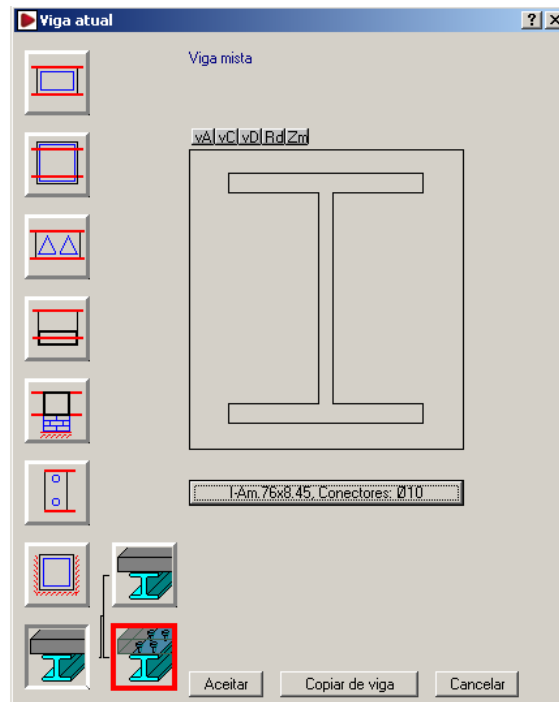 Viga atual
Viga mista
vA vC vD Rd Zm
I-Am.76x8.45, Conectores: Ø10
Aceitar Copiar de viga Cancelar